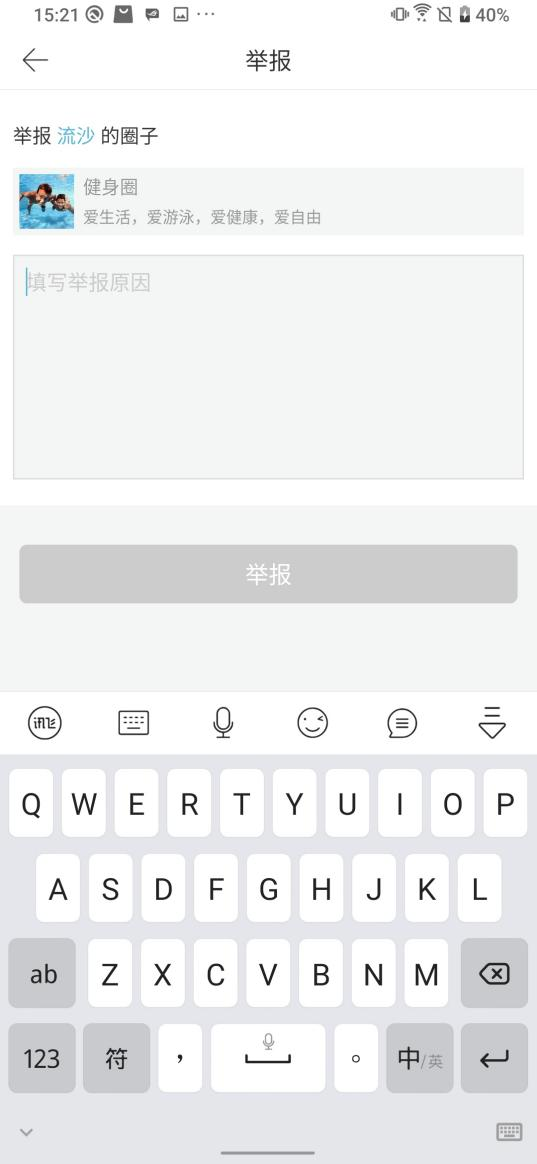 15:21
40%
举报
举报 流沙 的圈子
健身圈
爱生活，爱游泳，爱健康，爱自由
填写举报原因
举报
讯飞
Q W E R T Y U I O P
A S D F G H J K L
ab Z X C V B N M
123 符 ， 。 中/英